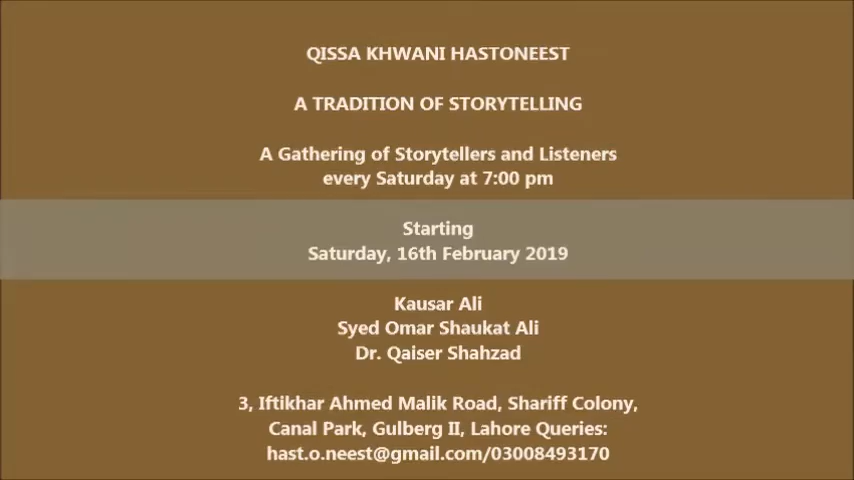 QISSA KHWANI HASTONEEST
A TRADITION OF STORYTELLING
A Gathering of Storytellers and Listeners
every Saturday at 7:00 pm
Starting
Saturday, 16th February 2019
Kausar Ali
Syed Omar Shaukat Ali
Dr. Qaiser Shahzad
3, Iftikhar Ahmed Malik Road, Shariff Colony,
Canal Park, Gulberg II, Lahore Queries:
hast.o.neest@gmail.com/03008493170